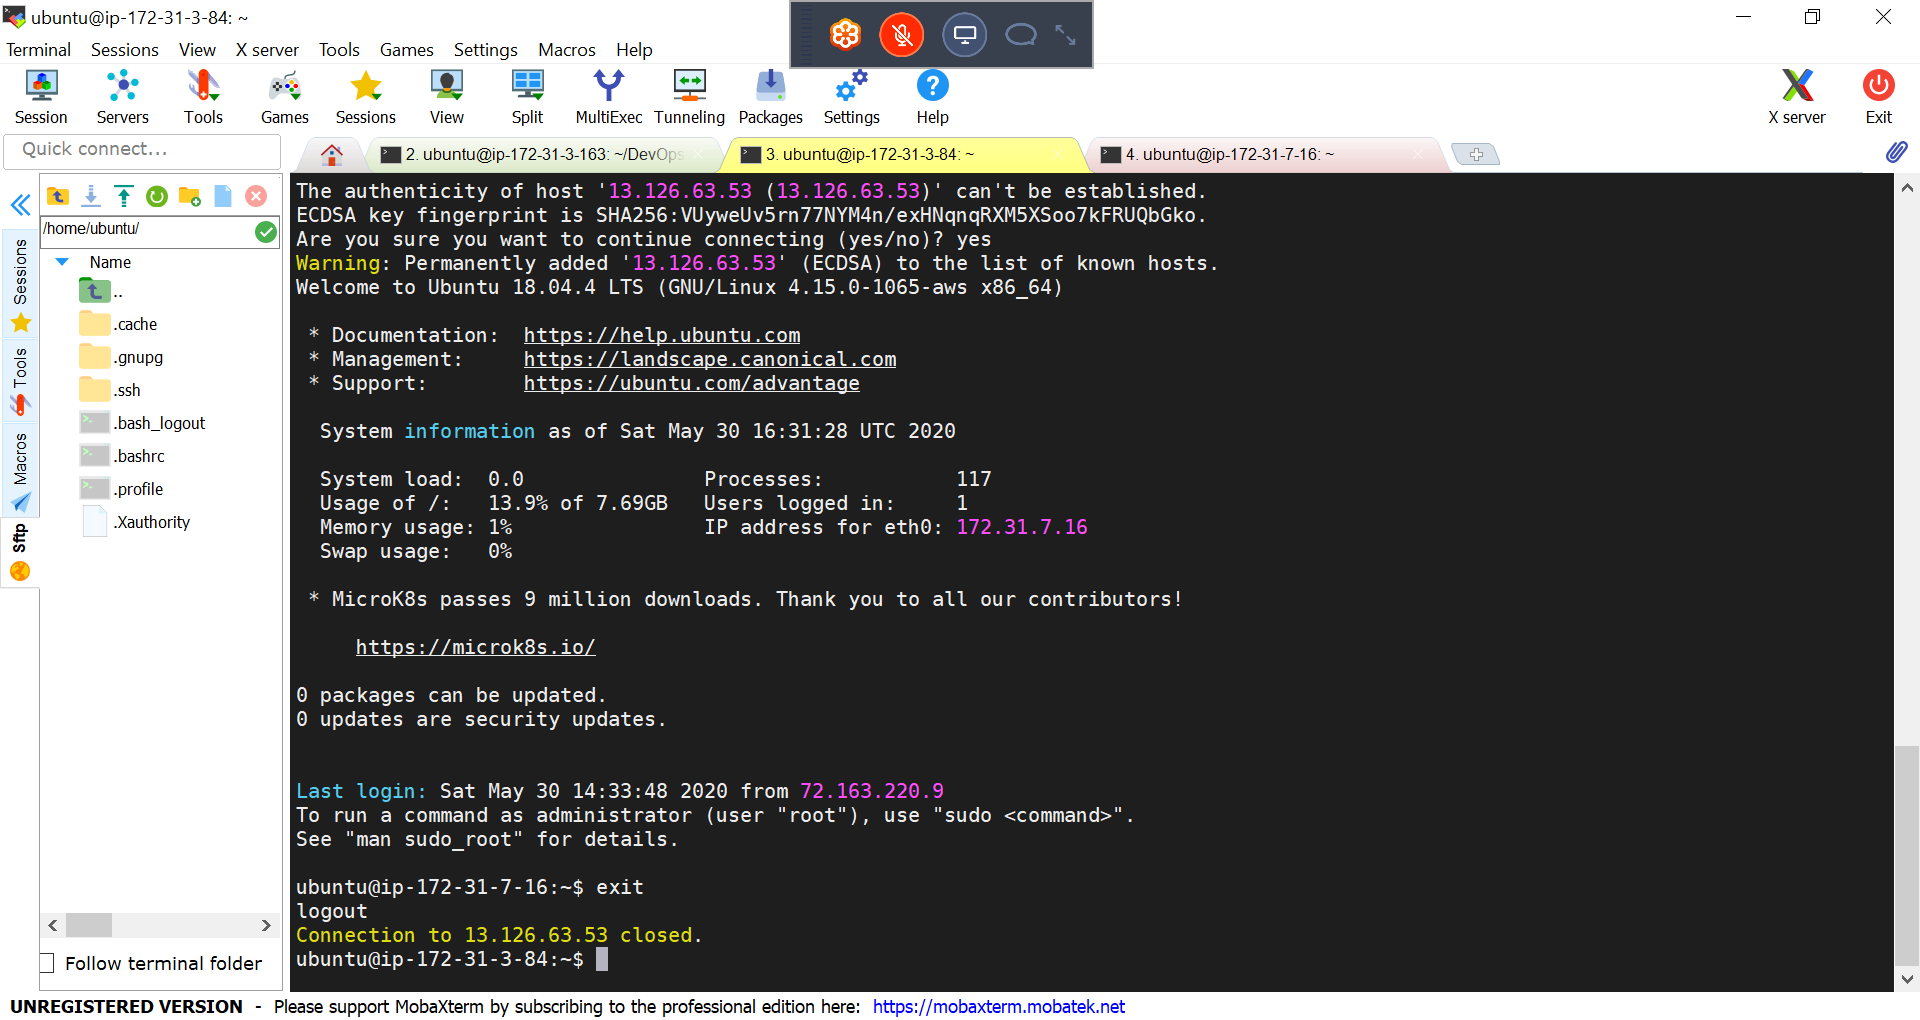 ubuntu@ip-172-31-3-84: ~
Terminal Sessions View X server Tools Games Settings Macros Help
Session Servers Tools Games Sessions View Split MultiExec Tunneling Packages Settings Help X server Exit
Quick connect...
2. ubuntu@ip-172-31-3-163: ~/DevOps
3. ubuntu@ip-172-31-3-84: ~
4. ubuntu@ip-172-31-7-16: ~
Sessions
Tools
Macros
Sftp
/home/ubuntu/
Name
..
.cache
.gnupg
.ssh
.bash_logout
.bashrc
.profile
.Xauthority
Follow terminal folder
The authenticity of host '13.126.63.53 (13.126.63.53)' can't be established.
ECDSA key fingerprint is SHA256:VUyweUv5rn77NYM4n/exHNqnqRXM5XSoo7kFRUQbGko.
Are you sure you want to continue connecting (yes/no)? yes
Warning: Permanently added '13.126.63.53' (ECDSA) to the list of known hosts.
Welcome to Ubuntu 18.04.4 LTS (GNU/Linux 4.15.0-1065-aws x86_64)
* Documentation: https://help.ubuntu.com
* Management: https://landscape.canonical.com
* Support: https://ubuntu.com/advantage
System information as of Sat May 30 16:31:28 UTC 2020
System load: 0.0 Processes: 117
Usage of /: 13.9% of 7.69GB Users logged in: 1
Memory usage: 1% IP address for eth0: 172.31.7.16
Swap usage: 0%
* MicroK8s passes 9 million downloads. Thank you to all our contributors!
https://microk8s.io/
0 packages can be updated.
0 updates are security updates.
Last login: Sat May 30 14:33:48 2020 from 72.163.220.9
To run a command as administrator (user "root"), use "sudo <command>".
See "man sudo_root" for details.
ubuntu@ip-172-31-7-16:~$ exit
logout
Connection to 13.126.63.53 closed.
ubuntu@ip-172-31-3-84:~$
UNREGISTERED VERSION - Please support MobaXterm by subscribing to the professional edition here: https://mobaxterm.mobatek.net